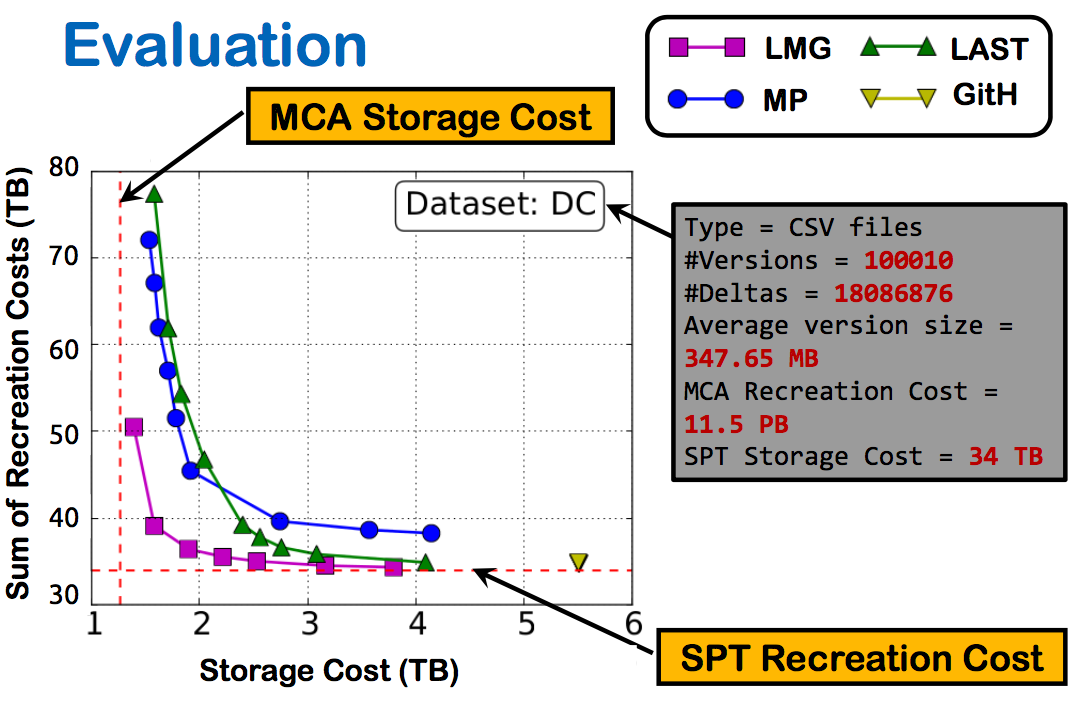 Evaluation
LMG
LAST
MP
GitH
MCA Storage Cost
Dataset: DC
Type = CSV files
#Versions = 100010
#Deltas = 18086876
Average version size =
347.65 MB
MCA Recreation Cost =
11.5 PB
SPT Storage Cost = 34 TB
Sum of Recreation Costs (TB)
80
70
60
50
40
30
1 2 3 4 5 6
Storage Cost (TB)
SPT Recreation Cost